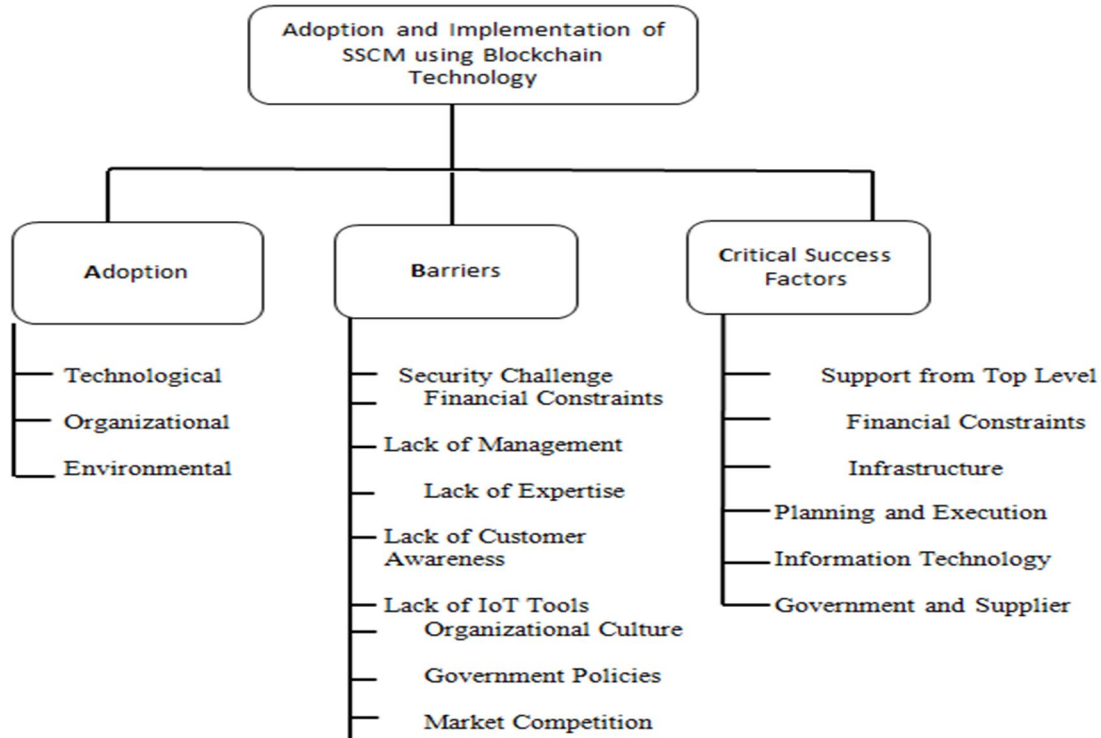 Adoption and Implementation of
SSCM using Blockchain
Technology
Adoption
Technological
Organizational
Environmental
Barriers
Security Challenge
Financial Constraints
Lack of Management
Lack of Expertise
Lack of Customer
Awareness
Lack of IoT Tools
Organizational Culture
Government Policies
Market Competition
Critical Success
Factors
Support from Top Level
Financial Constraints
Infrastructure
Planning and Execution
Information Technology
Government and Supplier